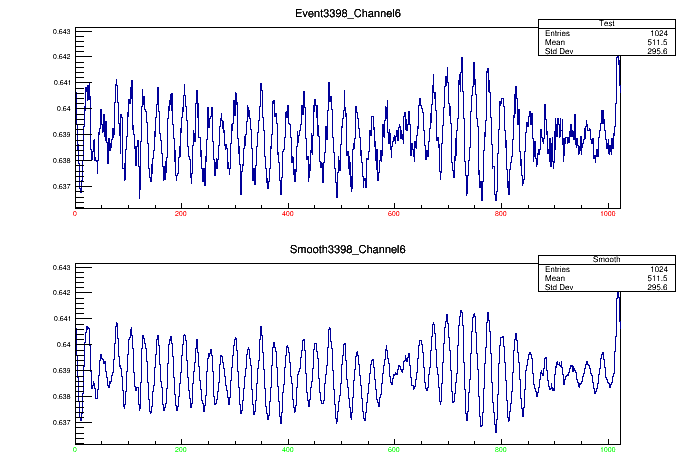 Event3398_Channel6
Test
Entries 1024
Mean 511.5
Std Dev 295.6
0.643
0.642
0.641
0.64
0.639
0.638
0.637
0 200 400 600 800 1000
Smooth3398_Channel6
Smooth
Entries 1024
Mean 511.5
Std Dev 295.6
0.643
0.642
0.641
0.64
0.639
0.638
0.637
0 200 400 600 800 1000